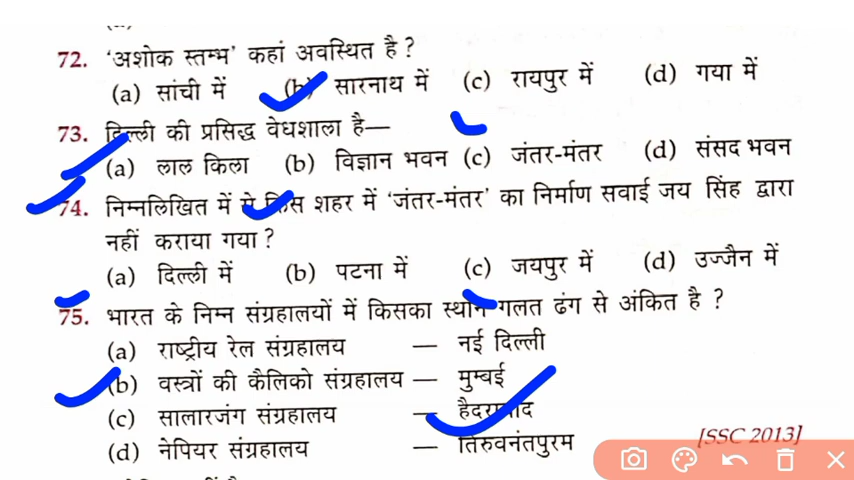 72. 'अशोक स्तम्भ' कहां अवस्थित है ?
(a) सांची में (b) सारनाथ में (c) रायपुर में (d) गया में
73. दिल्ली की प्रसिद्ध वेधशाला है—
(a) लाल किला (b) विज्ञान भवन (c) जंतर-मंतर (d) संसद भवन
74. निम्नलिखित में से किस शहर में 'जंतर-मंतर' का निर्माण सवाई जय सिंह द्वारा
नहीं कराया गया ?
(a) दिल्ली में (b) पटना में (c) जयपुर में (d) उज्जैन में
75. भारत के निम्न संग्रहालयों में किसका स्थान गलत ढंग से अंकित है ?
(a) राष्ट्रीय रेल संग्रहालय — नई दिल्ली
(b) वस्त्रों की कैलिको संग्रहालय — मुम्बई
(c) सालारजंग संग्रहालय — हैदराबाद
(d) नेपियर संग्रहालय — तिरुवनंतपुरम
[SSC 2013]